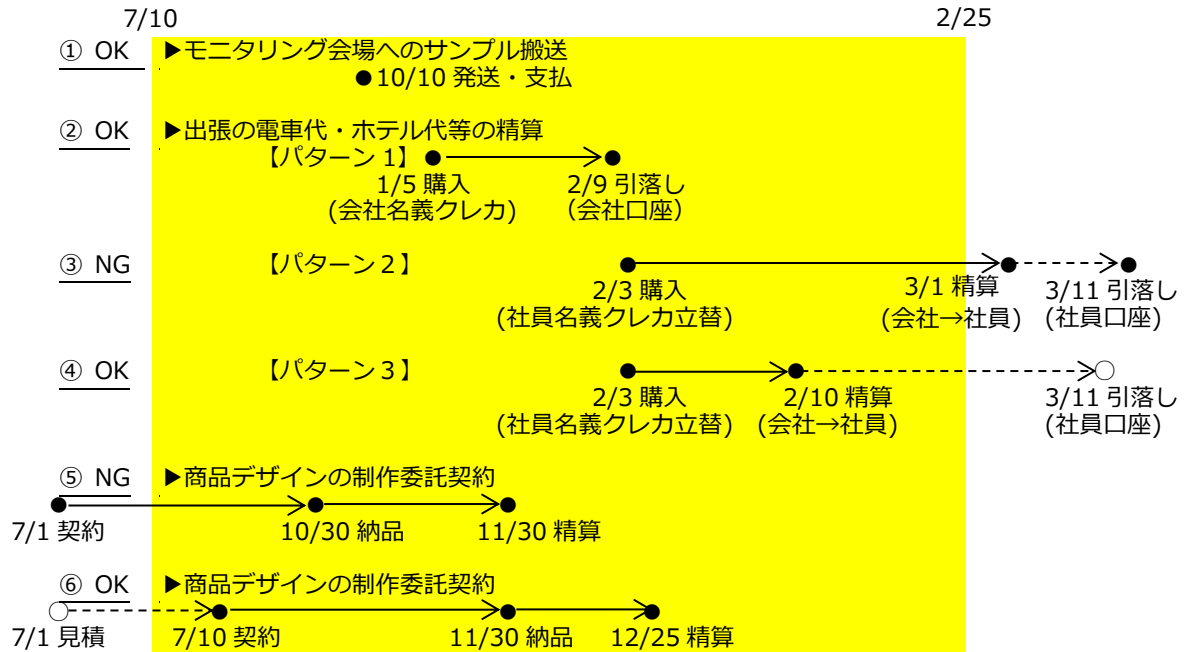 7/10 2/25
① OK ▶モニタリング会場へのサンプル搬送
●10/10 発送・支払
② OK ▶出張の電車代・ホテル代等の精算
【パターン1】
1/5 購入 2/9 引落し
(会社名義クレカ) (会社口座)
③ NG 【パターン2】
2/3 購入 3/1 精算 3/11 引落し
(社員名義クレカ立替) (会社→社員) (社員口座)
④ OK 【パターン3】
2/3 購入 2/10 精算 3/11 引落し
(社員名義クレカ立替) (会社→社員) (社員口座)
⑤ NG ▶商品デザインの制作委託契約
7/1 契約 10/30 納品 11/30 精算
⑥ OK ▶商品デザインの制作委託契約
7/1 見積 7/10 契約 11/30 納品 12/25 精算